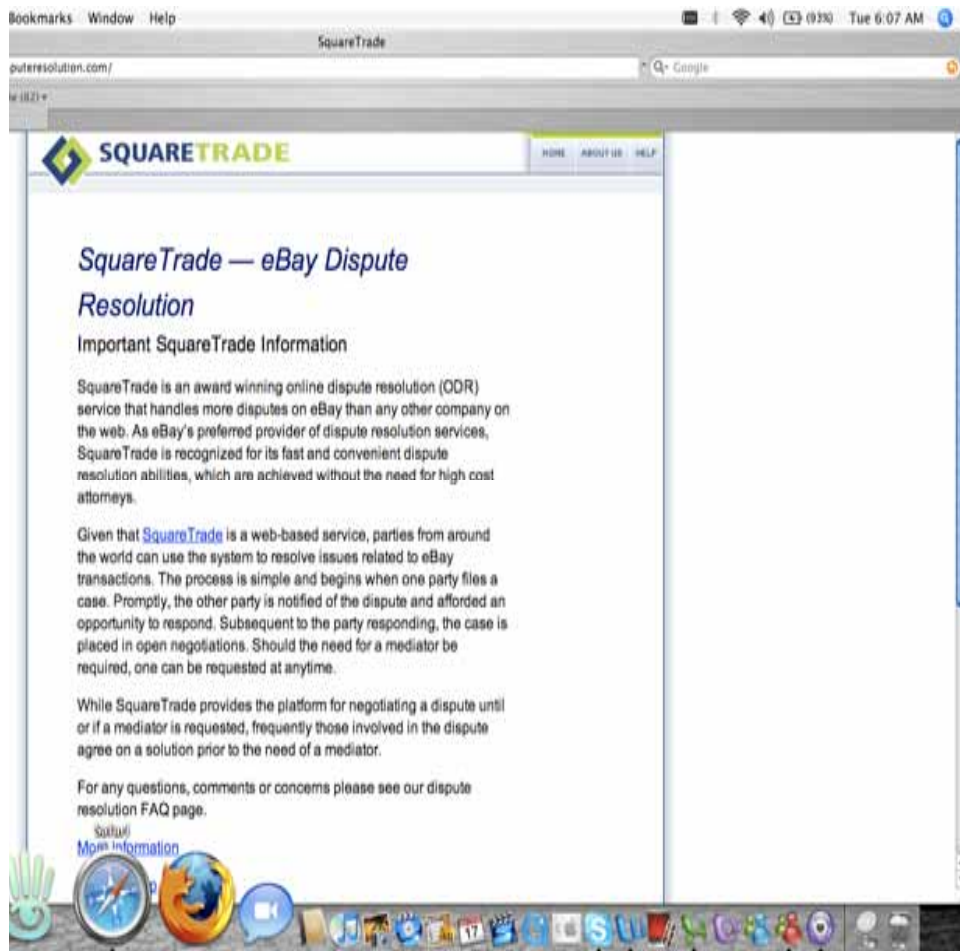 Bookmarks Window Help (93%) Tue 6:07 AM
SquareTrade
puteresolution.com/ Q- Google
w (82)
SQUARETRADE HOME ABOUT US HELP
SquareTrade — eBay Dispute
Resolution
Important SquareTrade Information
SquareTrade is an award winning online dispute resolution (ODR)
service that handles more disputes on eBay than any other company on
the web. As eBay's preferred provider of dispute resolution services,
SquareTrade is recognized for its fast and convenient dispute
resolution abilities, which are achieved without the need for high cost
attorneys.
Given that SquareTrade is a web-based service, parties from around
the world can use the system to resolve issues related to eBay
transactions. The process is simple and begins when one party files a
case. Promptly, the other party is notified of the dispute and afforded an
opportunity to respond. Subsequent to the party responding, the case is
placed in open negotiations. Should the need for a mediator be
required, one can be requested at anytime.
While SquareTrade provides the platform for negotiating a dispute until
or if a mediator is requested, frequently those involved in the dispute
agree on a solution prior to the need of a mediator.
For any questions, comments or concerns please see our dispute
resolution FAQ page.
Safari
More Information
p
17